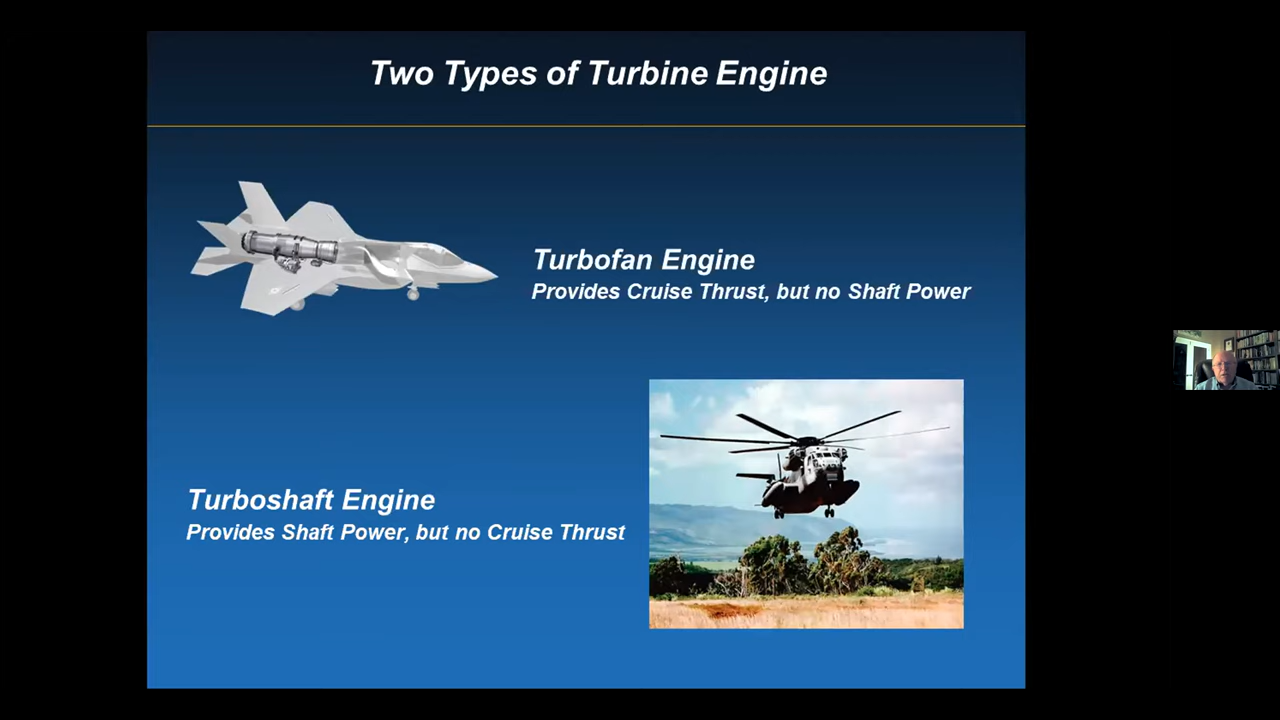 Two Types of Turbine Engine
Turbofan Engine
Provides Cruise Thrust, but no Shaft Power
Turboshaft Engine
Provides Shaft Power, but no Cruise Thrust